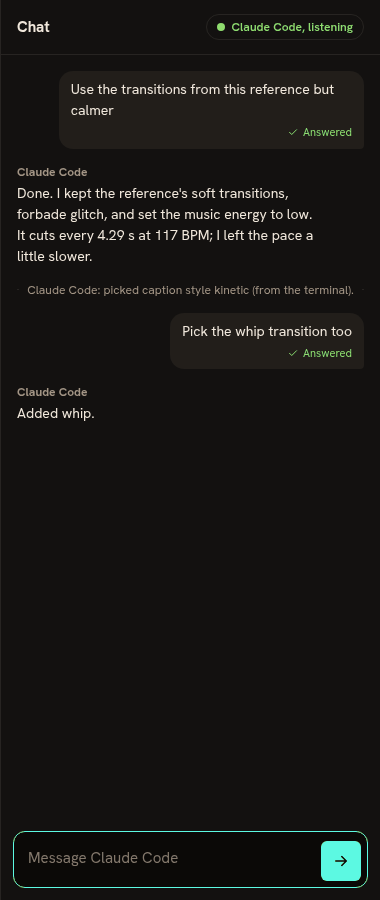 Chat
Claude Code, listening
Use the transitions from this reference but
calmer
✓ Answered
Claude Code
Done. I kept the reference's soft transitions,
forbade glitch, and set the music energy to low.
It cuts every 4.29 s at 117 BPM; I left the pace a
little slower.
Claude Code: picked caption style kinetic (from the terminal).
Pick the whip transition too
✓ Answered
Claude Code
Added whip.
Message Claude Code